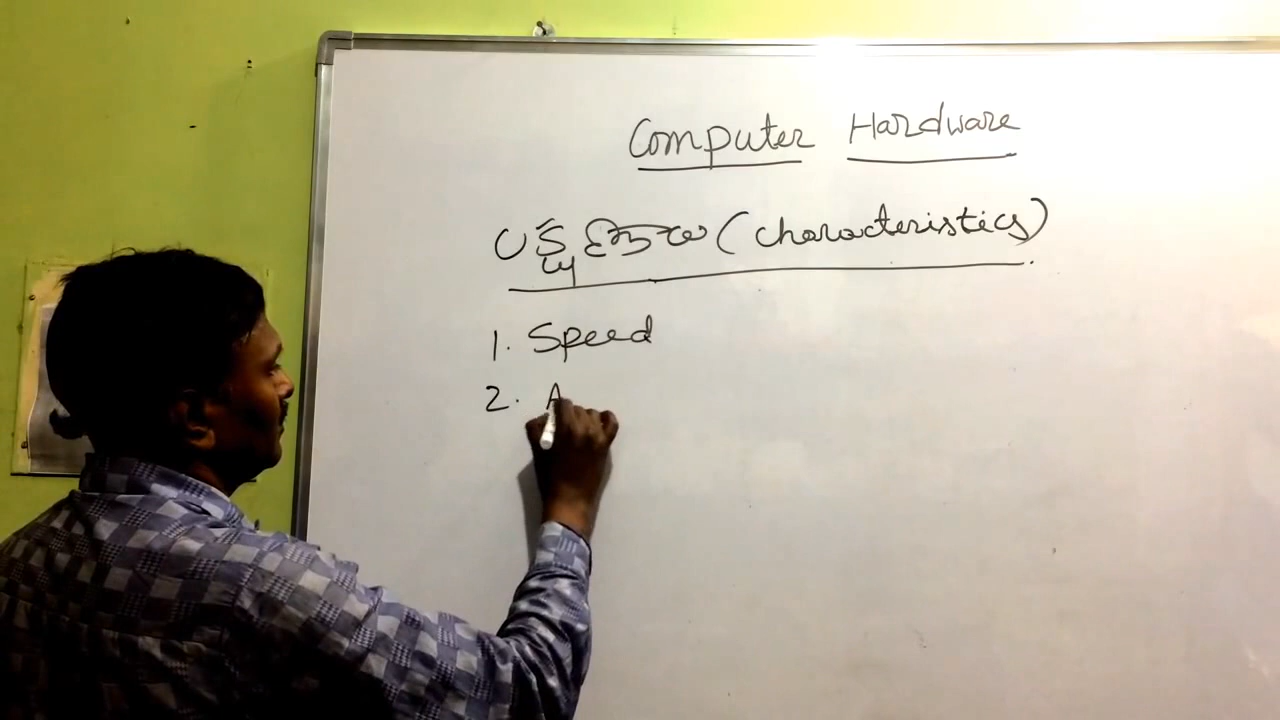 Computer Hardware
(characteristics)
1. Speed
2. A